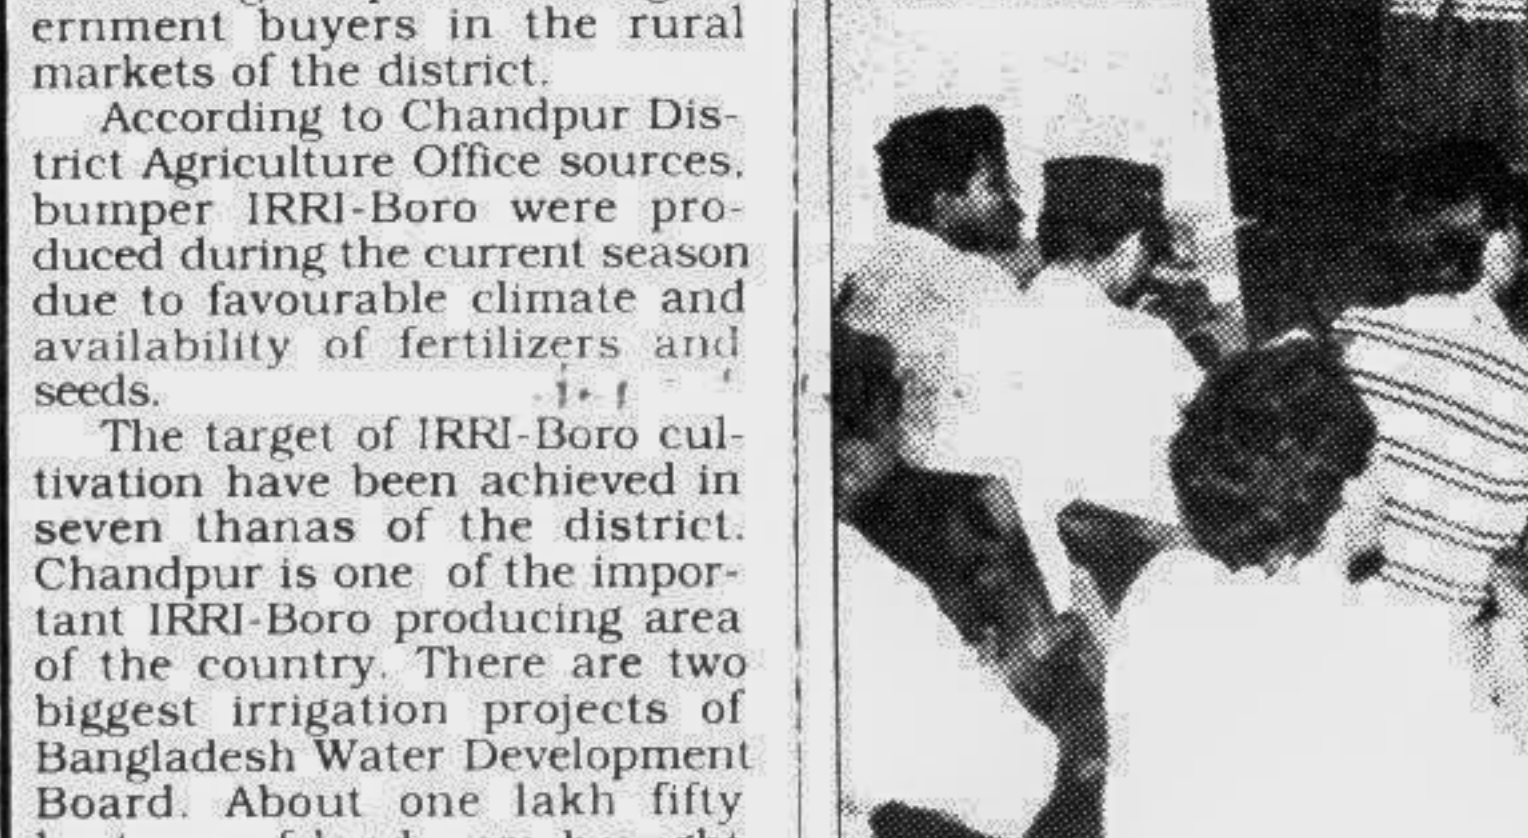 ernment buyers in the rural
markets of the district.
According to Chandpur Dis-
trict Agriculture Office sources,
bumper IRRI-Boro were pro-
duced during the current season
due to favourable climate and
availability of fertilizers and
seeds.
The target of IRRI-Boro cul-
tivation have been achieved in
seven thanas of the district.
Chandpur is one of the impor-
tant IRRI-Boro producing area
of the country. There are two
biggest irrigation projects of
Bangladesh Water Development
Board. About one lakh fifty